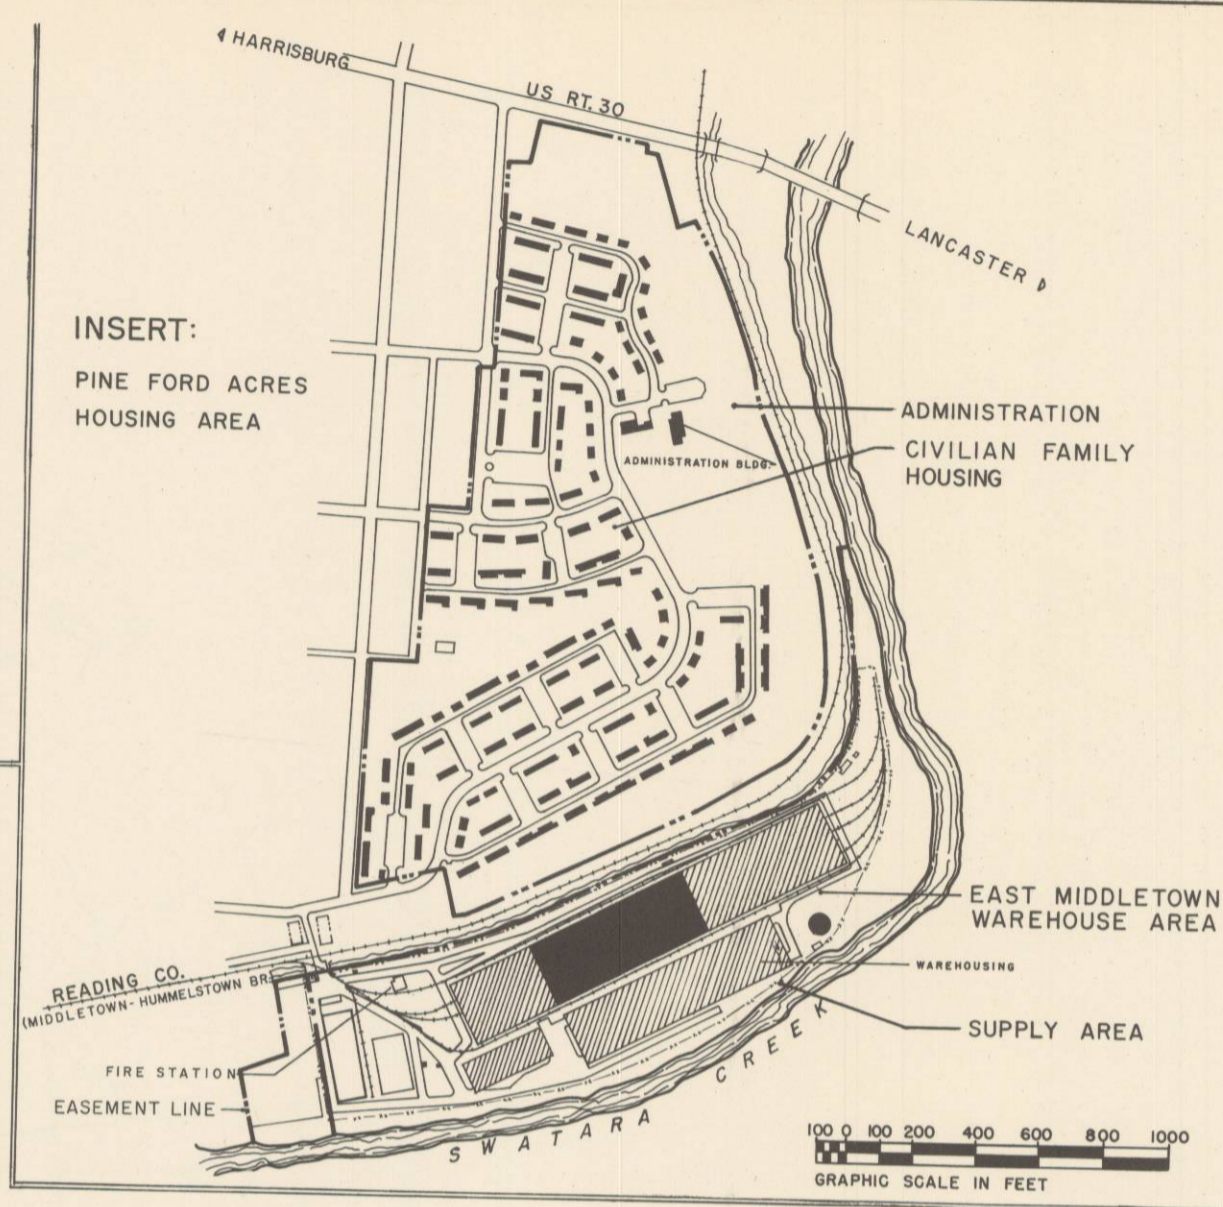 HARRISBURG
US RT. 30
LANCASTER
INSERT:
PINE FORD ACRES
HOUSING AREA
ADMINISTRATION
CIVILIAN FAMILY
HOUSING
ADMINISTRATION BLDG.
EAST MIDDLETOWN
WAREHOUSE AREA
WAREHOUSING
SUPPLY AREA
READING CO.
(MIDDLETOWN-HUMMELSTOWN BR.
FIRE STATION
EASEMENT LINE
SWATARA CREEK
100 0 100 200 400 600 800 1000
GRAPHIC SCALE IN FEET